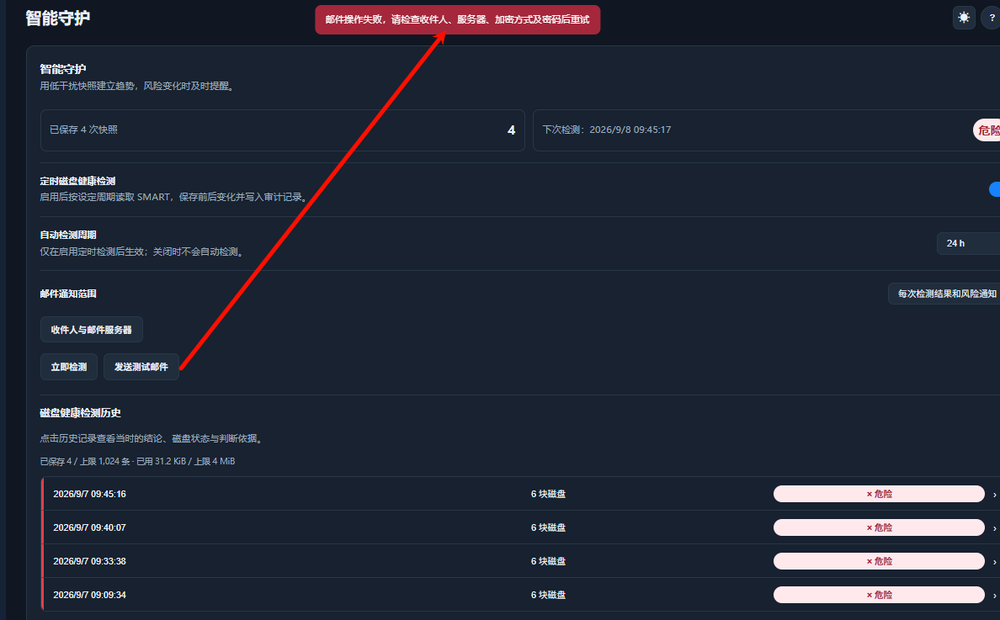 智能守护
邮件操作失败，请检查收件人、服务器、加密方式及密码后重试
?
智能守护
用低干扰快照建立趋势，风险变化时及时提醒。
已保存 4 次快照
4
下次检测：2026/9/8 09:45:17
危险
定时磁盘健康检测
启用后按设定周期读取 SMART，保存前后变化并写入审计记录。
自动检测周期
仅在启用定时检测后生效；关闭时不会自动检测。
24 h
邮件通知范围
每次检测结果和风险通知
收件人与邮件服务器
立即检测
发送测试邮件
磁盘健康检测历史
点击历史记录查看当时的结论、磁盘状态与判断依据。
已保存 4 / 上限 1,024 条 · 已用 31.2 KiB / 上限 4 MiB
2026/9/7 09:45:16 6 块磁盘 × 危险 ›
2026/9/7 09:40:07 6 块磁盘 × 危险 ›
2026/9/7 09:33:38 6 块磁盘 × 危险 ›
2026/9/7 09:09:34 6 块磁盘 × 危险 ›